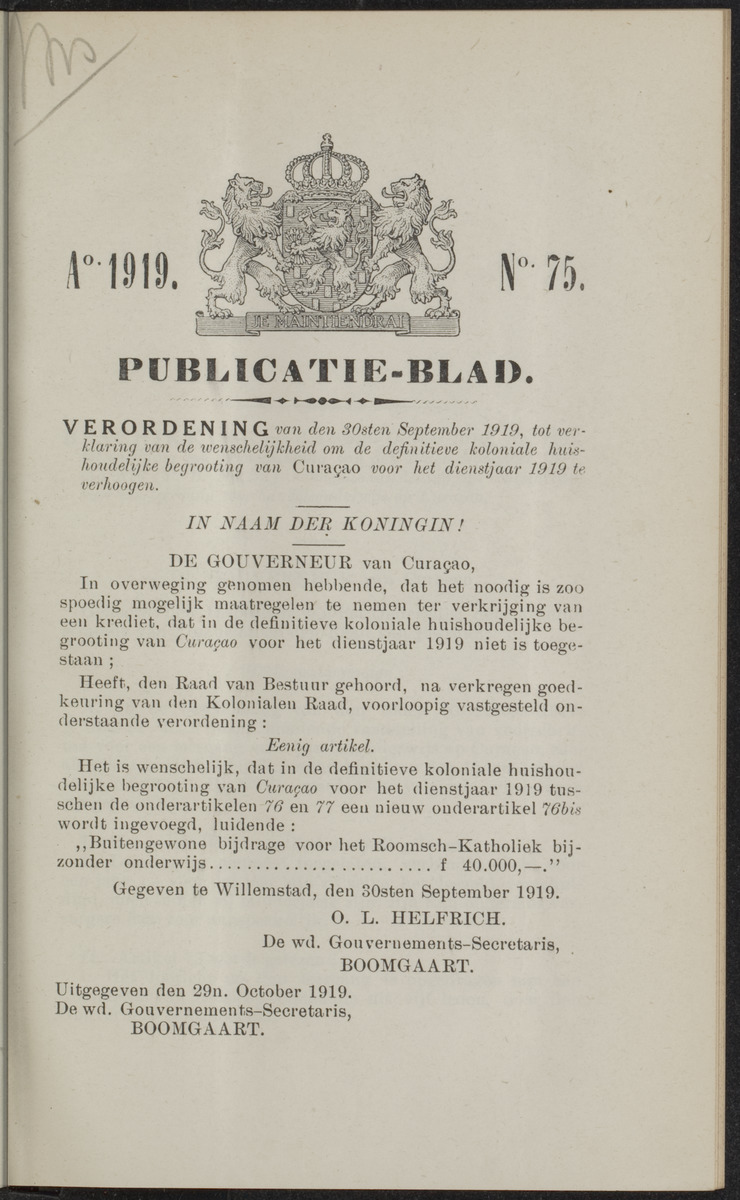 Ao. 1919.
No. 75.
JE MAINTIENDRAI
PUBLICATIE-BLAD.
VERORDENING van den 30sten September 1919, tot ver-
klaring van de wenschelijkheid om de definitieve koloniale huis-
houdelijke begrooting van Curaçao voor het dienstjaar 1919 te
verhoogen.
IN NAAM DER KONINGIN!
DE GOUVERNEUR van Curaçao,
In overweging genomen hebbende, dat het noodig is zoo
spoedig mogelijk maatregelen te nemen ter verkrijging van
een krediet, dat in de definitieve koloniale huishoudelijke be-
grooting van Curaçao voor het dienstjaar 1919 niet is toege-
staan ;
Heeft, den Raad van Bestuur gehoord, na verkregen goed-
keuring van den Kolonialen Raad, voorloopig vastgesteld on-
derstaande verordening :
Eenig artikel.
Het is wenschelijk, dat in de definitieve koloniale huishou-
delijke begrooting van Curaçao voor het dienstjaar 1919 tus-
schen de onderartikelen 76 en 77 een nieuw onderartikel 76bis
wordt ingevoegd, luidende :
,,Buitengewone bijdrage voor het Roomsch-Katholiek bij-
zonder onderwijs........................ f 40.000,—.”
Gegeven te Willemstad, den 30sten September 1919.
O. L. HELFRICH.
De wd. Gouvernements-Secretaris,
BOOMGAART.
Uitgegeven den 29n. October 1919.
De wd. Gouvernements-Secretaris,
BOOMGAART.